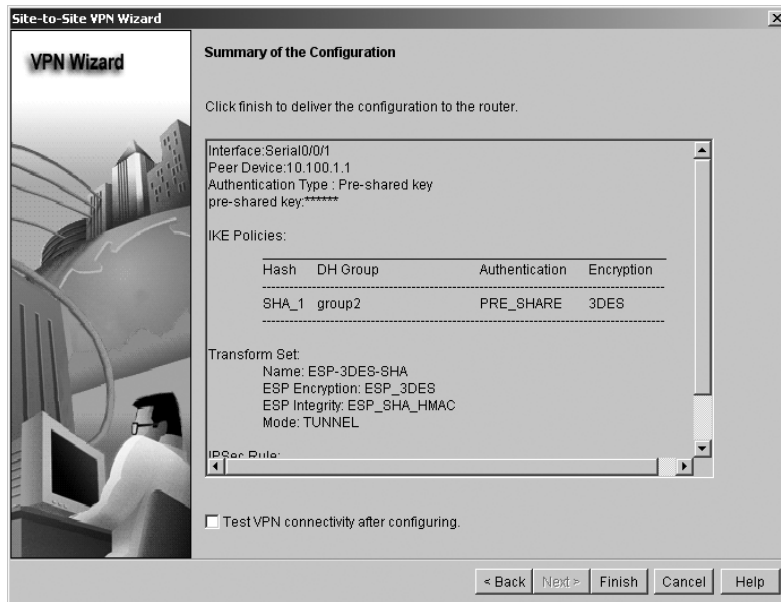 Site-to-Site VPN Wizard
VPN Wizard
Summary of the Configuration
Click finish to deliver the configuration to the router.
Interface:Serial0/0/1
Peer Device:10.100.1.1
Authentication Type : Pre-shared key
pre-shared key:******
IKE Policies:
Hash DH Group Authentication Encryption
SHA_1 group2 PRE_SHARE 3DES
Transform Set:
Name: ESP-3DES-SHA
ESP Encryption: ESP_3DES
ESP Integrity: ESP_SHA_HMAC
Mode: TUNNEL
IPSec Rule:
Test VPN connectivity after configuring.
< Back Next > Finish Cancel Help